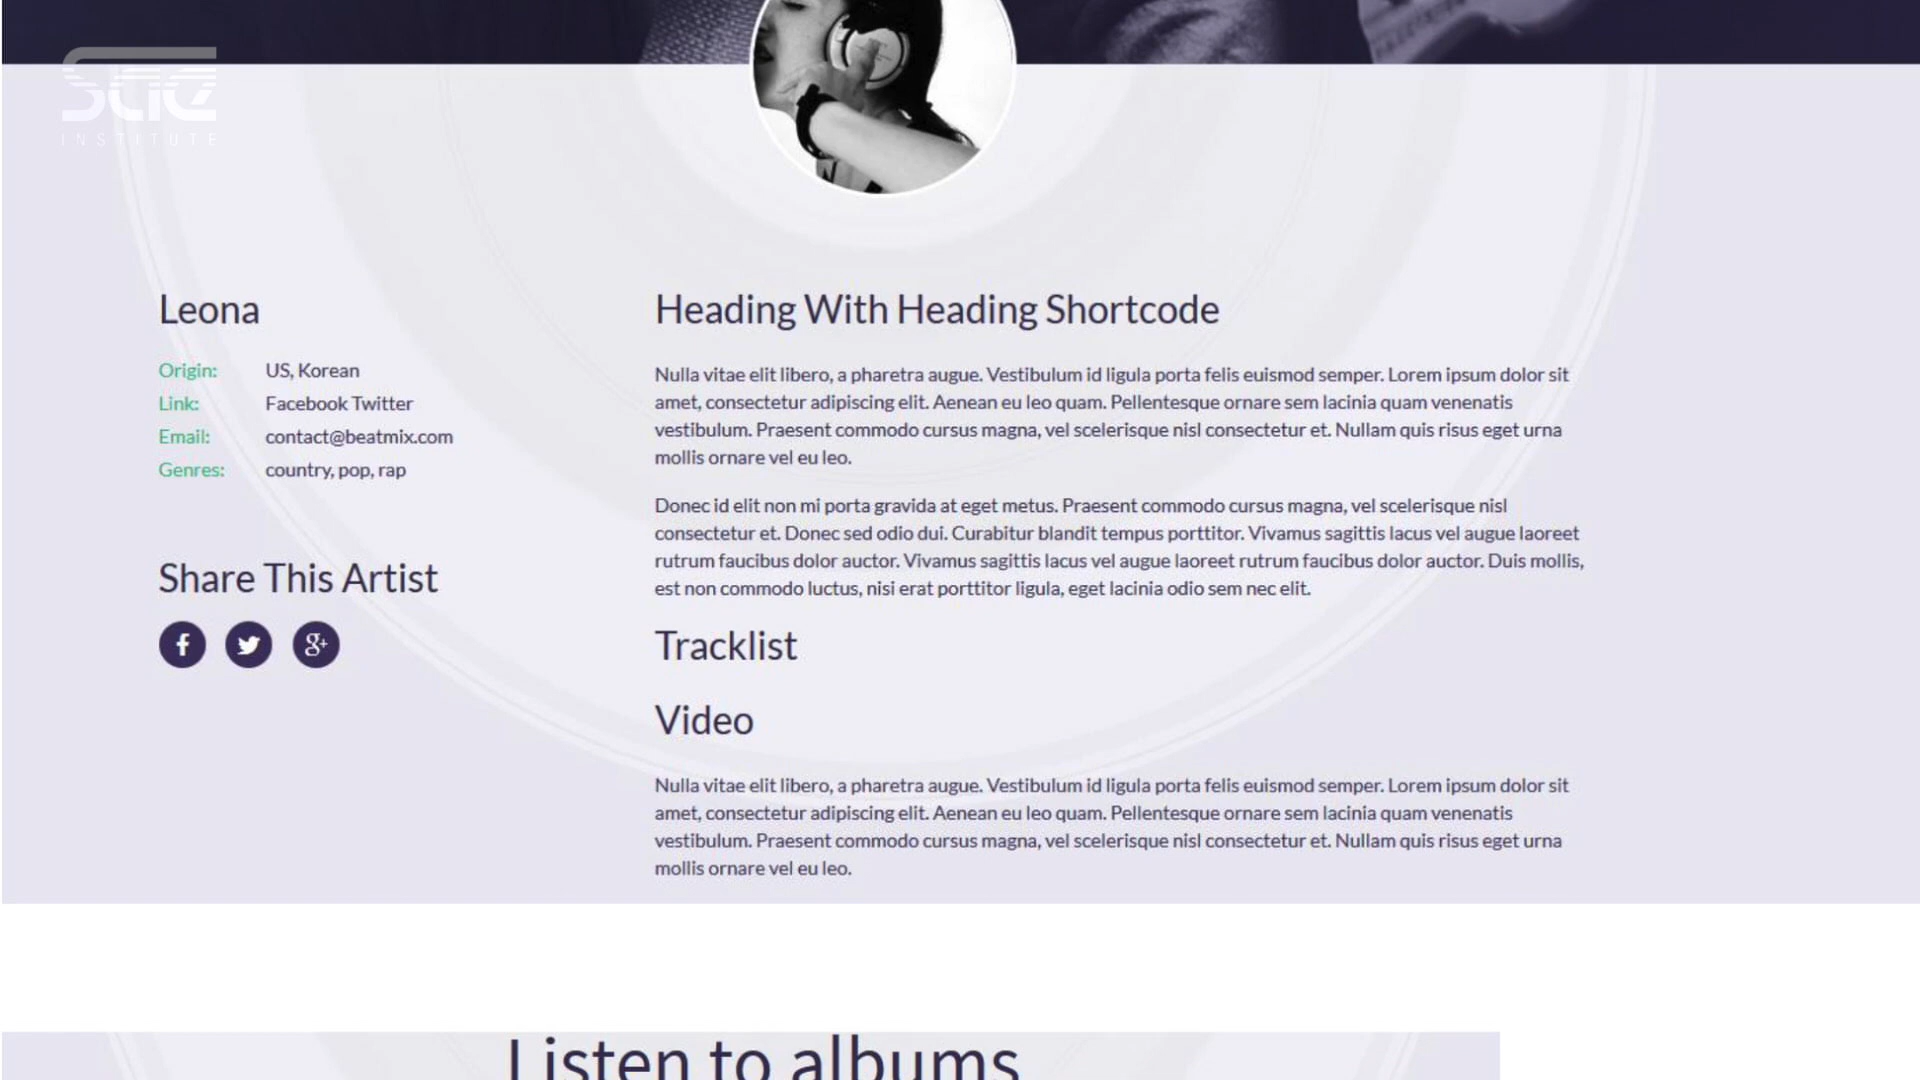 SAE
INSTITUTE
Leona
Origin: US, Korean
Link: Facebook Twitter
Email: contact@beatmix.com
Genres: country, pop, rap
Share This Artist
Heading With Heading Shortcode
Nulla vitae elit libero, a pharetra augue. Vestibulum id ligula porta felis euismod semper. Lorem ipsum dolor sit
amet, consectetur adipiscing elit. Aenean eu leo quam. Pellentesque ornare sem lacinia quam venenatis
vestibulum. Praesent commodo cursus magna, vel scelerisque nisl consectetur et. Nullam quis risus eget urna
mollis ornare vel eu leo.
Donec id elit non mi porta gravida at eget metus. Praesent commodo cursus magna, vel scelerisque nisl
consectetur et. Donec sed odio dui. Curabitur blandit tempus porttitor. Vivamus sagittis lacus vel augue laoreet
rutrum faucibus dolor auctor. Vivamus sagittis lacus vel augue laoreet rutrum faucibus dolor auctor. Duis mollis,
est non commodo luctus, nisi erat porttitor ligula, eget lacinia odio sem nec elit.
Tracklist
Video
Nulla vitae elit libero, a pharetra augue. Vestibulum id ligula porta felis euismod semper. Lorem ipsum dolor sit
amet, consectetur adipiscing elit. Aenean eu leo quam. Pellentesque ornare sem lacinia quam venenatis
vestibulum. Praesent commodo cursus magna, vel scelerisque nisl consectetur et. Nullam quis risus eget urna
mollis ornare vel eu leo.
Listen to albums